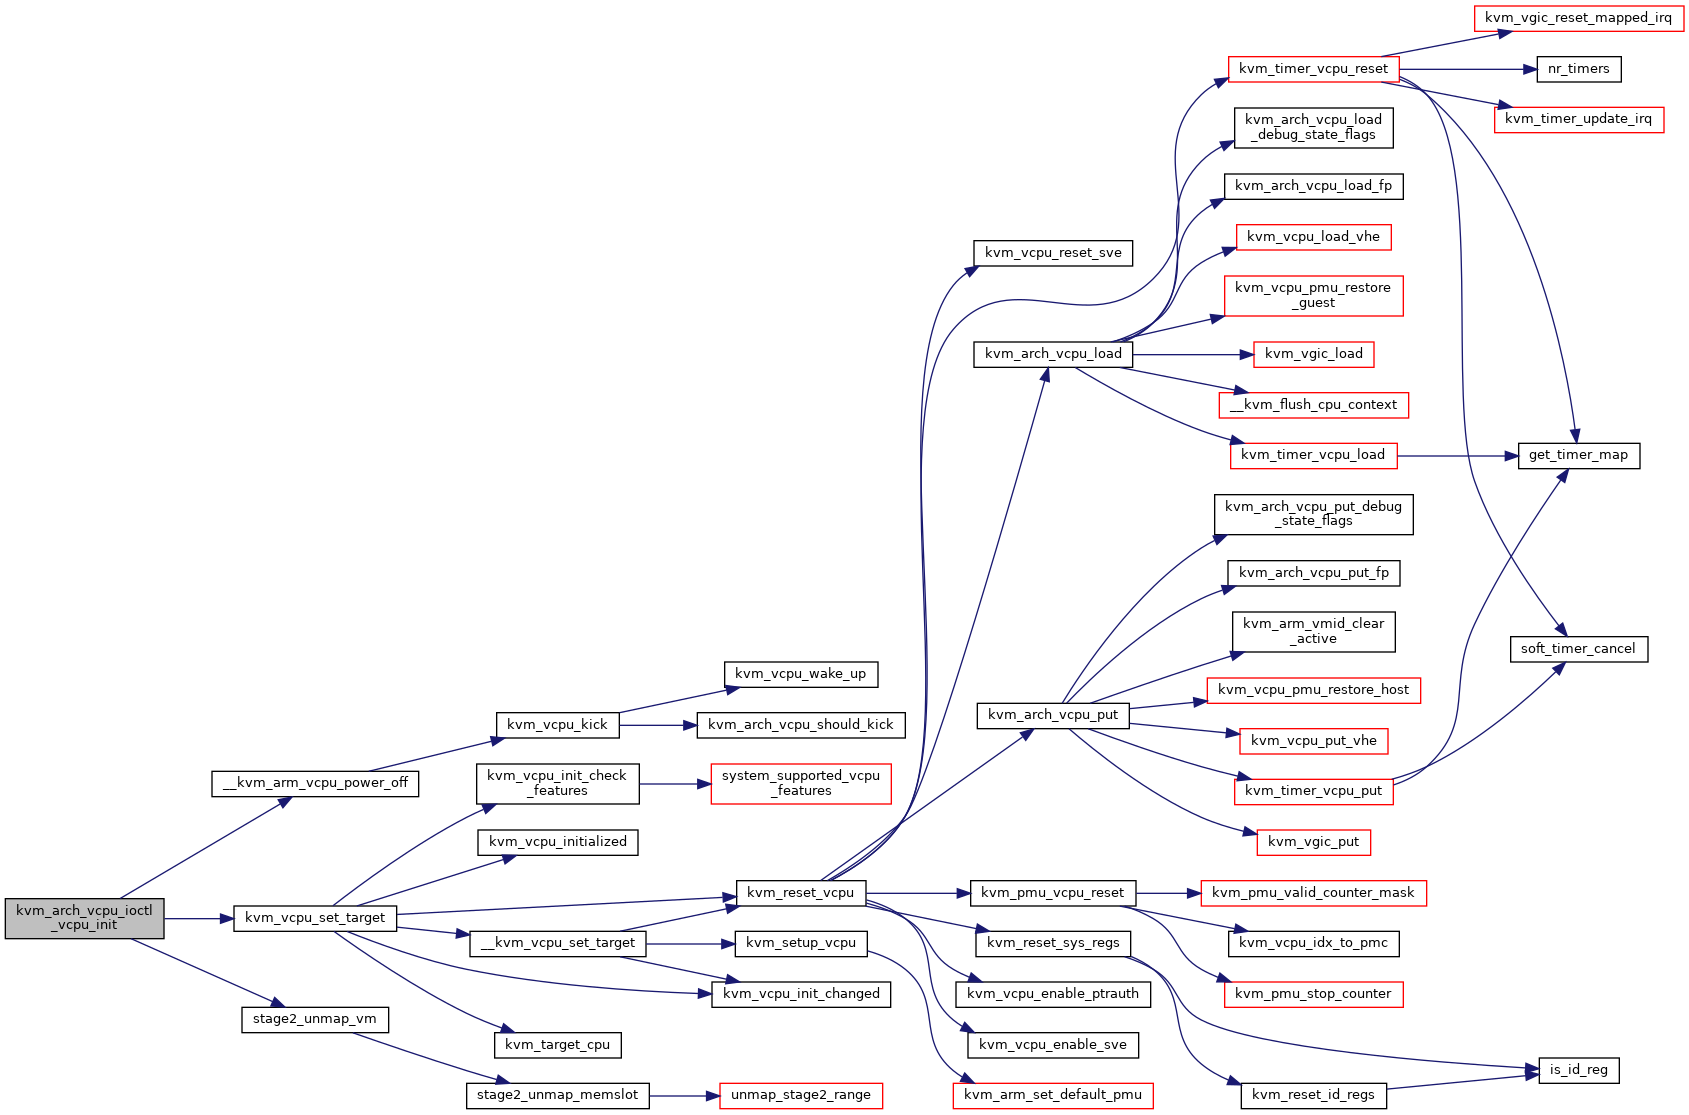 kvm_vgic_reset_mapped_irq
kvm_timer_vcpu_reset
nr_timers
kvm_timer_update_irq
kvm_arch_vcpu_load
_debug_state_flags
kvm_arch_vcpu_load_fp
kvm_vcpu_load_vhe
kvm_vcpu_reset_sve
kvm_vcpu_pmu_restore
_guest
kvm_arch_vcpu_load
kvm_vgic_load
__kvm_flush_cpu_context
kvm_timer_vcpu_load
get_timer_map
kvm_arch_vcpu_put_debug
_state_flags
kvm_arch_vcpu_put_fp
kvm_arm_vmid_clear
_active
soft_timer_cancel
kvm_vcpu_wake_up
kvm_vcpu_pmu_restore_host
kvm_arch_vcpu_put
kvm_vcpu_kick
kvm_arch_vcpu_should_kick
kvm_vcpu_put_vhe
__kvm_arm_vcpu_power_off
kvm_vcpu_init_check
_features
system_supported_vcpu
_features
kvm_timer_vcpu_put
kvm_vcpu_initialized
kvm_vgic_put
kvm_reset_vcpu
kvm_pmu_vcpu_reset
kvm_pmu_valid_counter_mask
kvm_arch_vcpu_ioctl
_vcpu_init
kvm_vcpu_set_target
__kvm_vcpu_set_target
kvm_setup_vcpu
kvm_reset_sys_regs
kvm_vcpu_idx_to_pmc
kvm_vcpu_init_changed
kvm_vcpu_enable_ptrauth
kvm_pmu_stop_counter
stage2_unmap_vm
kvm_target_cpu
kvm_vcpu_enable_sve
is_id_reg
stage2_unmap_memslot
unmap_stage2_range
kvm_arm_set_default_pmu
kvm_reset_id_regs